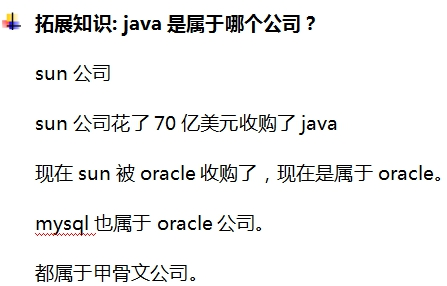 拓展知识: java 是属于哪个公司？
sun 公司
sun 公司花了 70 亿美元收购了 java
现在 sun 被 oracle 收购了，现在是属于 oracle。
mysql 也属于 oracle 公司。
都属于甲骨文公司。